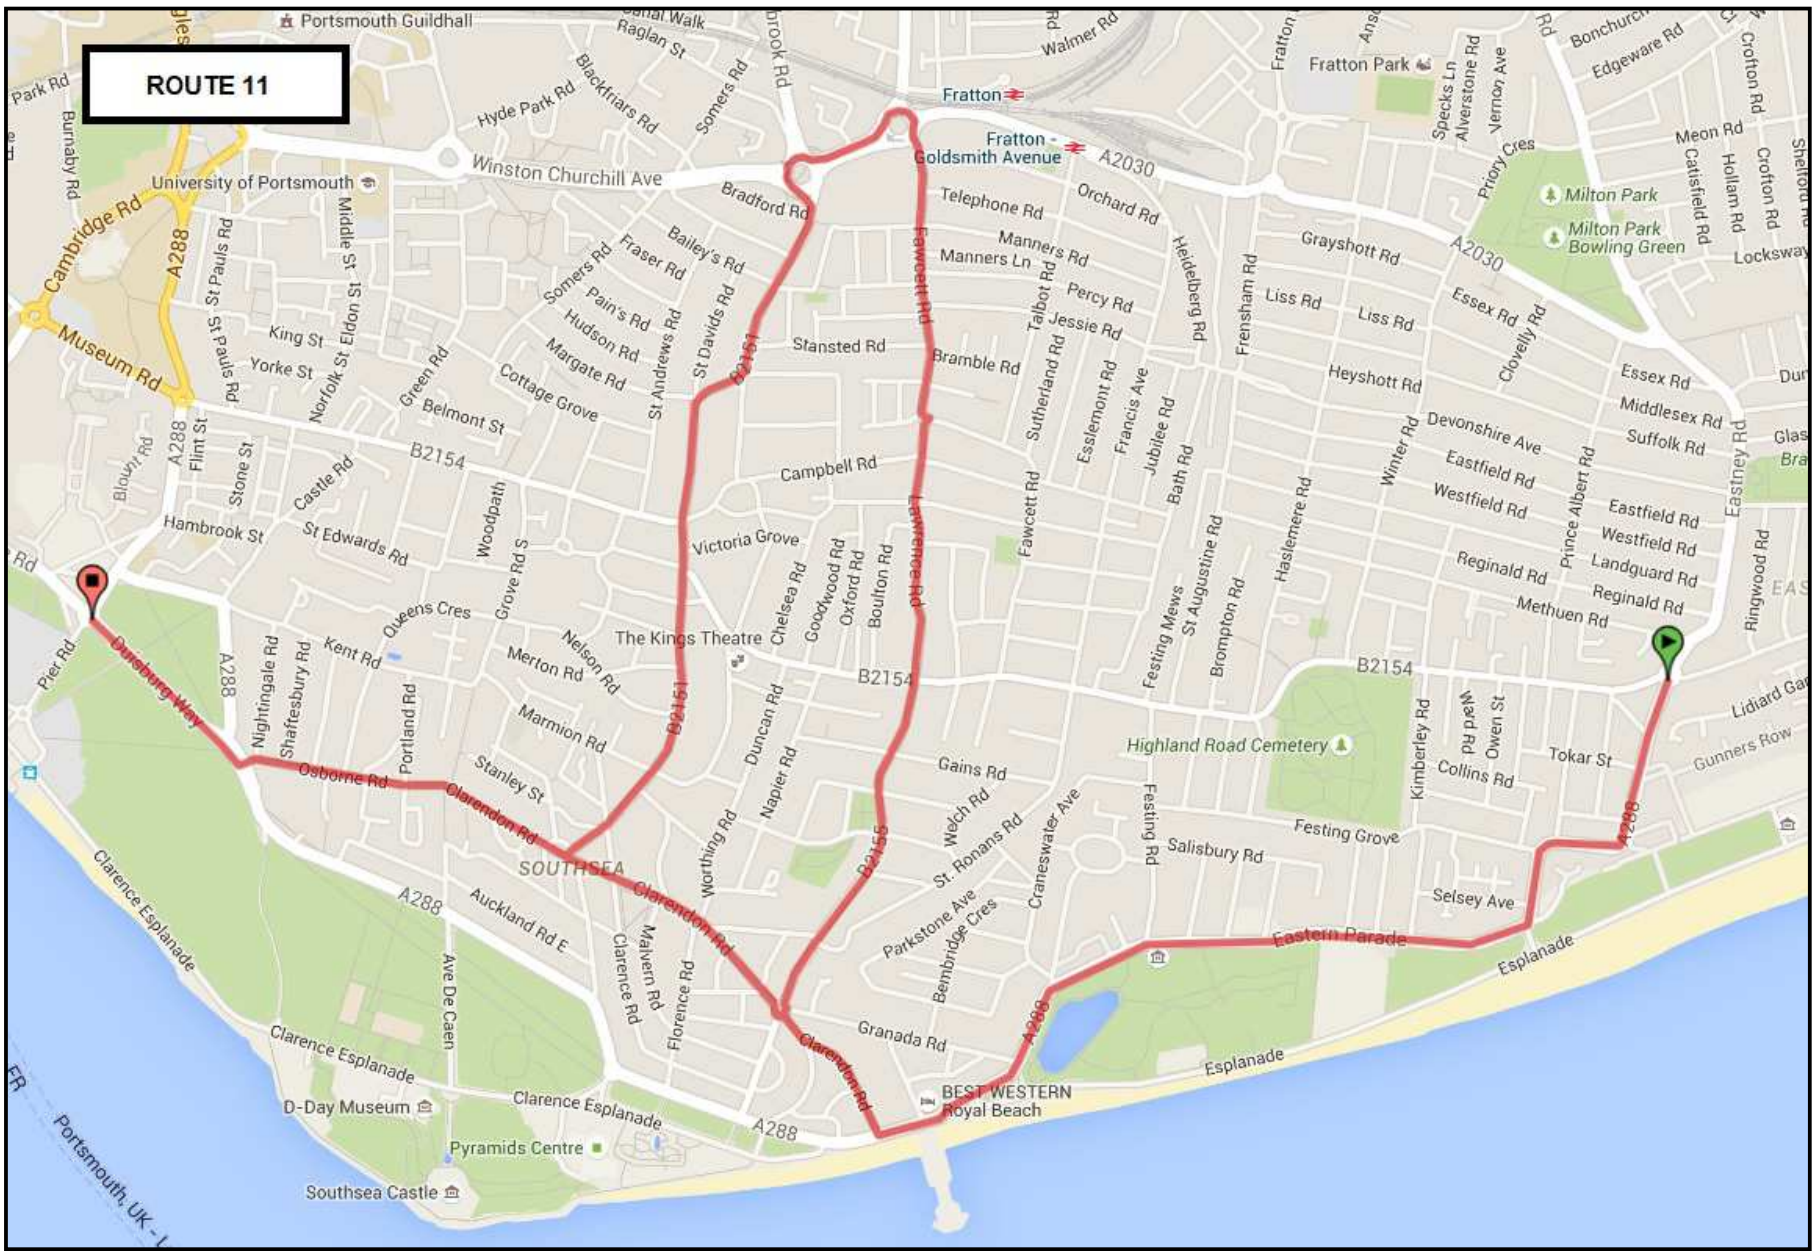 ROUTE 11
Portsmouth Guildhall
Canal Walk
Raglan St
Walmer Rd
Bonchurch
Edgeware Rd
Crofton Rd
Fratton Park
Park Rd
Burnaby Rd
Hyde Park Rd
Blackfriars Rd
Somers Rd
Fratton
Fratton -
Goldsmith Avenue
A2030
Specks Ln
Alverstone Rd
Vernon Ave
Meon Rd
Priory Cres
Catisfield Rd
Hollam Rd
Crofton Rd
Milton Park
Milton Park
Bowling Green
Locksway
Winston Churchill Ave
University of Portsmouth
Bradford Rd
Telephone Rd
Orchard Rd
Cambridge Rd
A288
St Pauls Rd
Middle St
Bailey's Rd
Fraser Rd
Somers Rd
Manners Rd
Manners Ln
Fawcett Rd
Heidelberg Rd
Grayshott Rd
A2030
Frensham Rd
Talbot Rd
Percy Rd
Jessie Rd
Liss Rd
Liss Rd
Essex Rd
Clovelly Rd
St Pauls Rd
Eldon St
King St
Yorke St
Norfolk St
Green Rd
Pain's Rd
Hudson Rd
Margate Rd
St Andrews Rd
St Davids Rd
B2151
Stansted Rd
Bramble Rd
Museum Rd
Belmont St
Cottage Grove
Sutherland Rd
Esslemont Rd
Francis Ave
Jubilee Rd
Bath Rd
Heyshott Rd
Essex Rd
Middlesex Rd
Suffolk Rd
Devonshire Ave
Winter Rd
Eastfield Rd
Westfield Rd
Prince Albert Rd
Eastney Rd
A288
Flint St
Blount Rd
Stone St
Castle Rd
B2154
Campbell Rd
Lawrence Rd
Fawcett Rd
Haslemere Rd
Eastfield Rd
Westfield Rd
Landguard Rd
Reginald Rd
Reginald Rd
Methuen Rd
Ringwood Rd
Hambrook St
St Edwards Rd
Woodpath
Grove Rd S
Victoria Grove
Chelsea Rd
Goodwood Rd
Oxford Rd
Boulton Rd
St Augustine Rd
Festing Mews
Brompton Rd
Queens Cres
Nelson Rd
The Kings Theatre
Pier Rd
Duisburg Way
A288
Nightingale Rd
Shaftesbury Rd
Kent Rd
Merton Rd
B2154
B2154
Portland Rd
Marmion Rd
B2151
Duncan Rd
Napier Rd
Gains Rd
Highland Road Cemetery
Kimberley Rd
Ward Rd
Owen St
Tokar St
Collins Rd
Lidiard Gar
Gunners Row
A288
Osborne Rd
Stanley St
Clarendon Rd
Worthing Rd
B2155
Welch Rd
St. Ronans Rd
Craneswater Ave
Festing Rd
Salisbury Rd
Festing Grove
Selsey Ave
SOUTHSEA
Clarendon Rd
Clarence Esplanade
A288
Auckland Rd E
Clarence Rd
Malvern Rd
Florence Rd
Parkstone Ave
Bembridge Cres
Eastern Parade
Esplanade
Ave De Caen
Granada Rd
A288
Clarendon Rd
Esplanade
BEST WESTERN
Royal Beach
Clarence Esplanade
D-Day Museum
Clarence Esplanade
A288
Pyramids Centre
Southsea Castle
Portsmouth, UK -